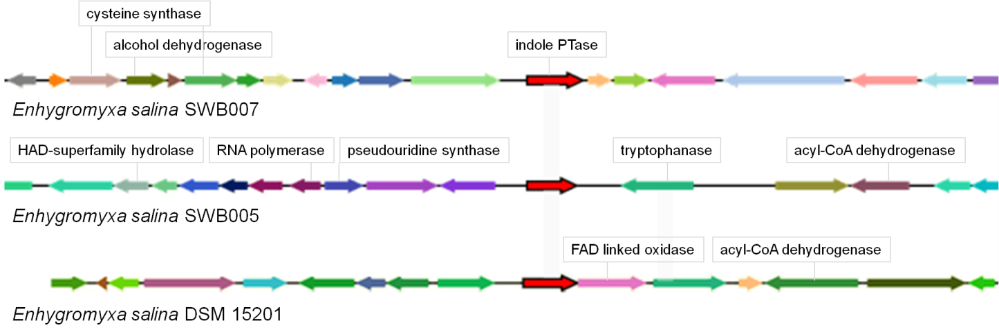 cysteine synthase
alcohol dehydrogenase
indole PTase
Enhygromyxa salina SWB007
HAD-superfamily hydrolase
RNA polymerase
pseudouridine synthase
tryptophanase
acyl-CoA dehydrogenase
Enhygromyxa salina SWB005
FAD linked oxidase
acyl-CoA dehydrogenase
Enhygromyxa salina DSM 15201